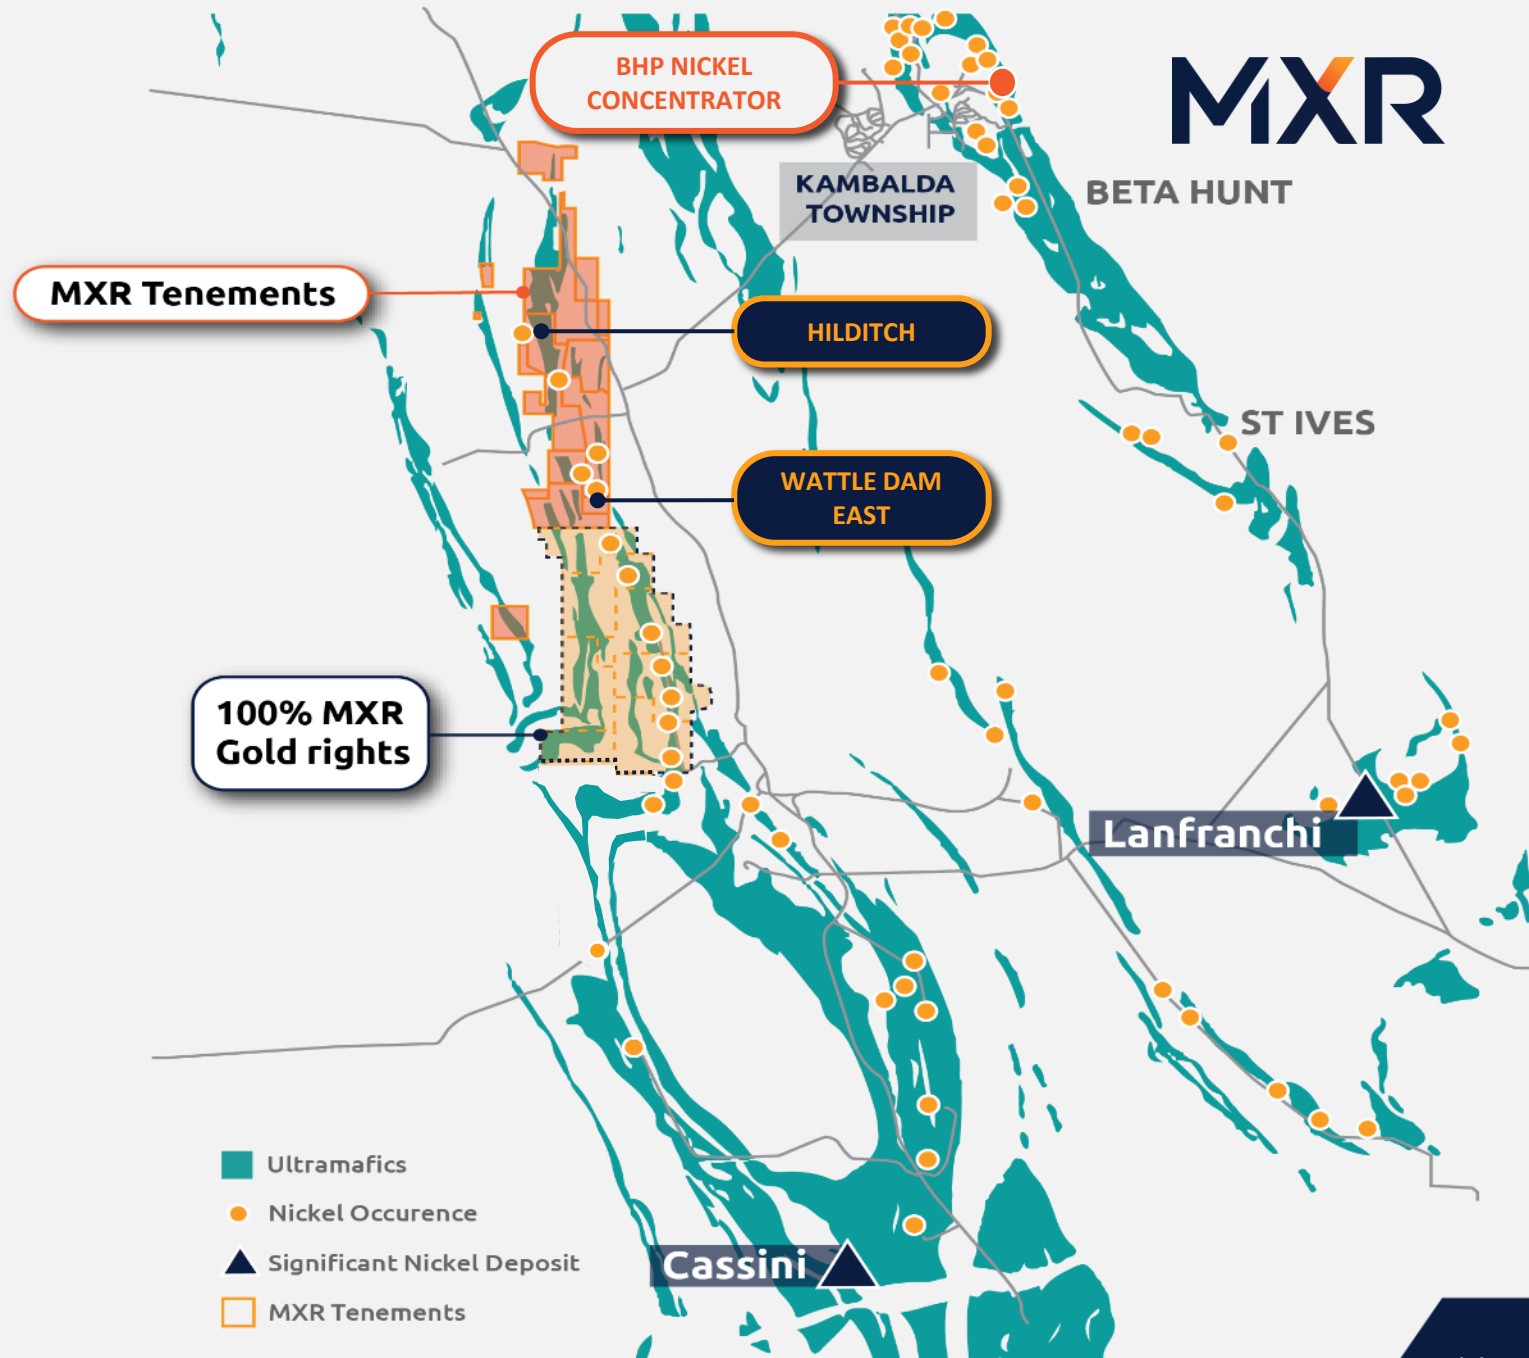 BHP NICKEL
CONCENTRATOR
MXR
KAMBALDA
TOWNSHIP
BETA HUNT
MXR Tenements
HILDITCH
ST IVES
WATTLE DAM
EAST
100% MXR
Gold rights
Lanfranchi
Ultramafics
Nickel Occurence
Significant Nickel Deposit
MXR Tenements
Cassini